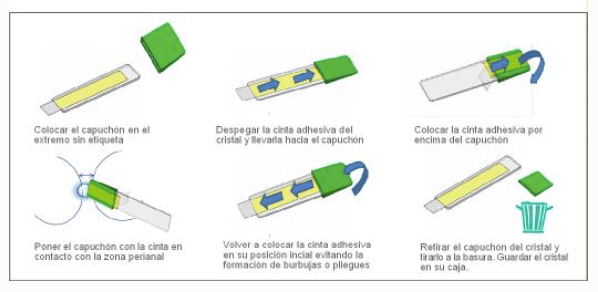 Colocar el capuchón en el
extremo sin etiqueta
Despegar la cinta adhesiva del
cristal y llevarla hacia el capuchón
Colocar la cinta adhesiva por
encima del capuchón
Poner el capuchón con la cinta en
contacto con la zona perianal
Volver a colocar la cinta adhesiva
en su posición incial evitando la
formación de burbujas o pliegues
Retirar el capuchón del cristal y
tirarlo a la basura. Guardar el cristal
en su caja.